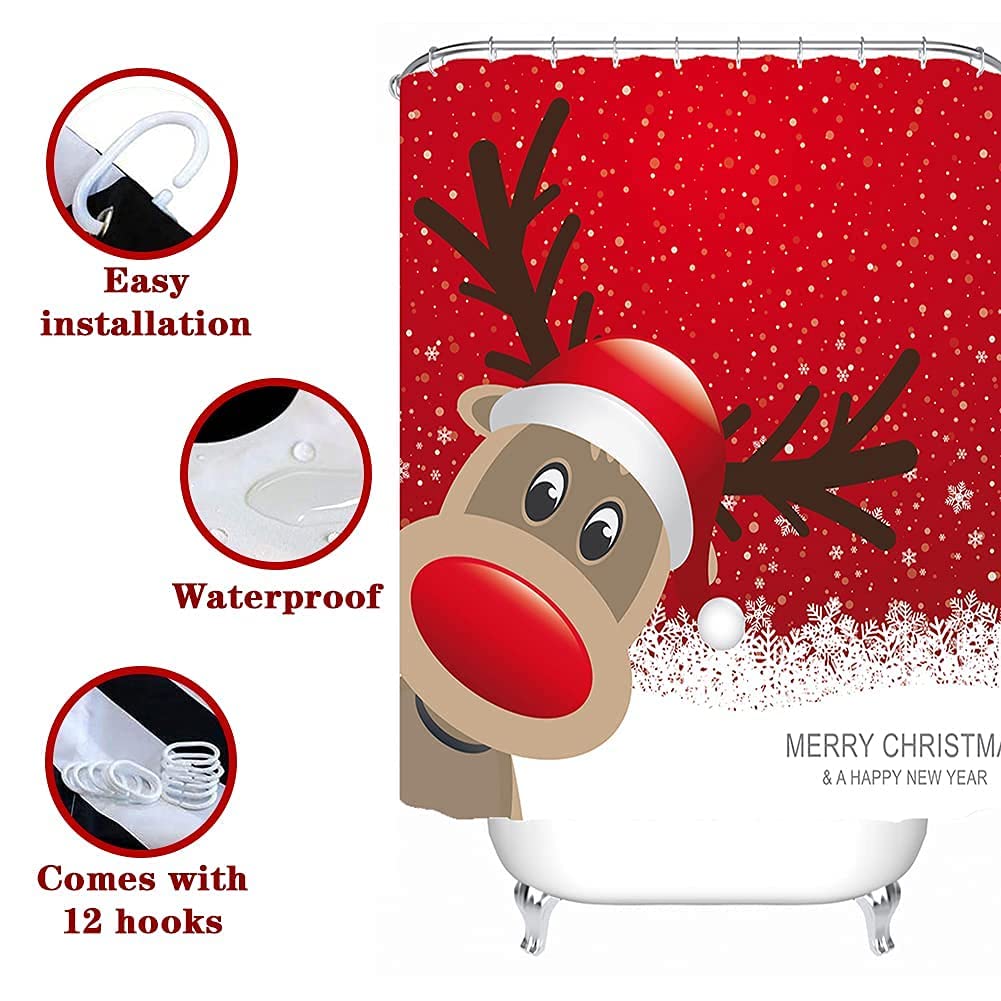 Easy
installation
Waterproof
Comes with
12 hooks
MERRY CHRISTMA
& A HAPPY NEW YEAR